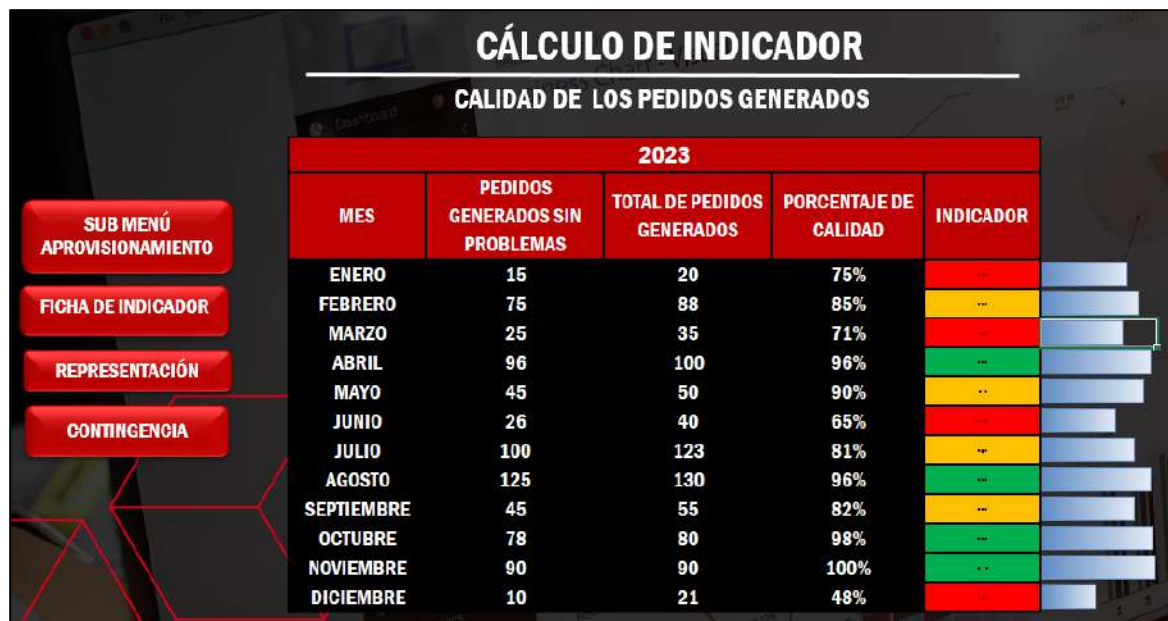 CÁLCULO DE INDICADOR
CALIDAD DE LOS PEDIDOS GENERADOS
Dashboard
SUB MENÚ
APROVISIONAMIENTO
FICHA DE INDICADOR
REPRESENTACIÓN
CONTINGENCIA
2023
MES PEDIDOS GENERADOS SIN PROBLEMAS TOTAL DE PEDIDOS GENERADOS PORCENTAJE DE CALIDAD INDICADOR
ENERO 15 20 75%
FEBRERO 75 88 85%
MARZO 25 35 71%
ABRIL 96 100 96%
MAYO 45 50 90%
JUNIO 26 40 65%
JULIO 100 123 81%
AGOSTO 125 130 96%
SEPTIEMBRE 45 55 82%
OCTUBRE 78 80 98%
NOVIEMBRE 90 90 100%
DICIEMBRE 10 21 48%